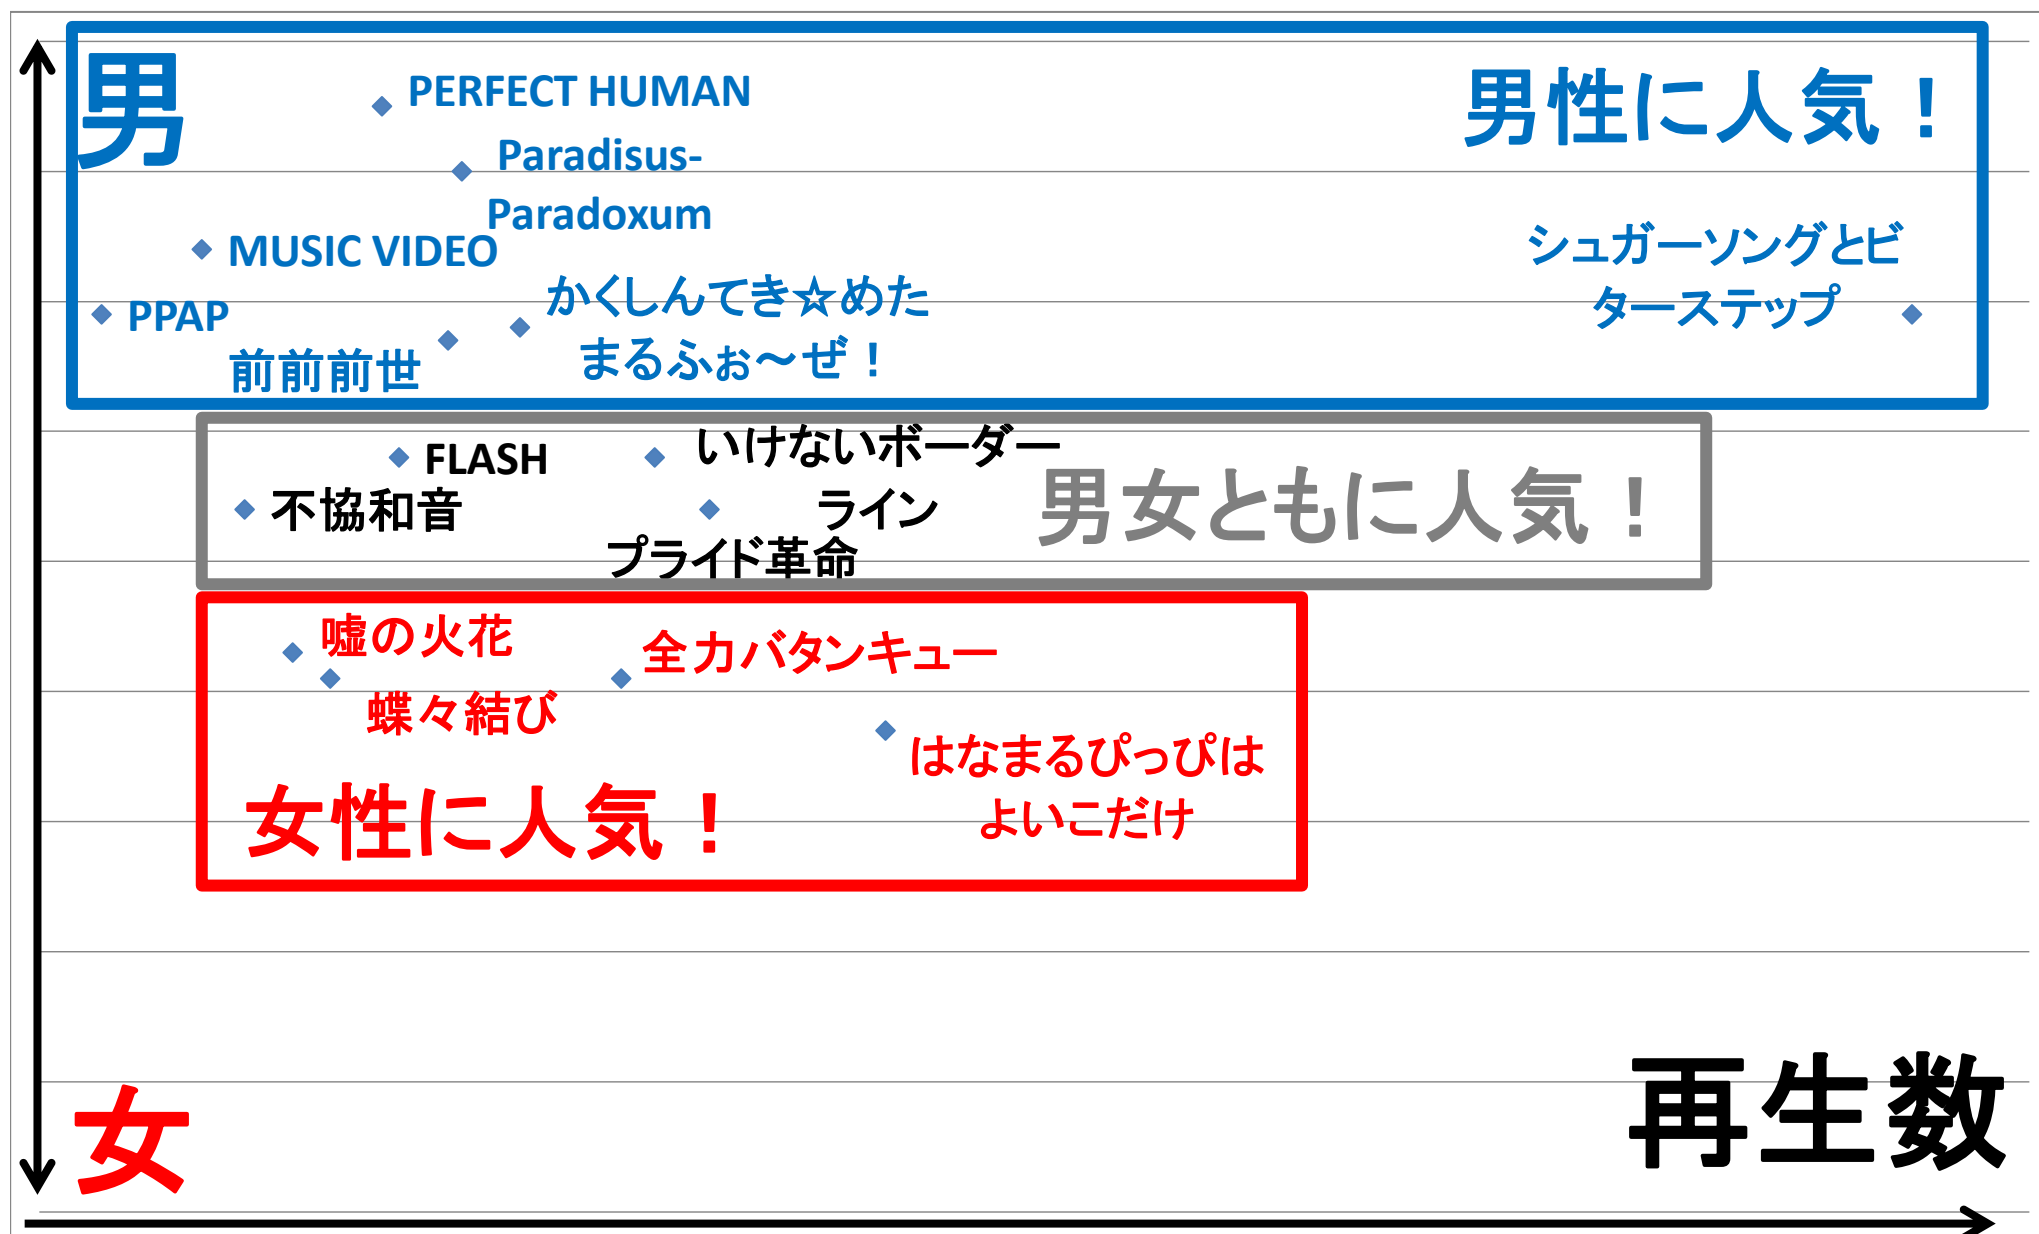 男
PERFECT HUMAN
男性に人気！
Paradisus-
Paradoxum
MUSIC VIDEO
シュガーソングとビ
ターステップ
PPAP
かくしんてき☆めた
まるふぉ～ぜ！
前前前世
FLASH
いけないボーダー
ライン
不協和音
男女ともに人気！
プライド革命
嘘の火花
全力バタンキュー
蝶々結び
はなまるぴっぴは
よいこだけ
女性に人気！
再生数
女